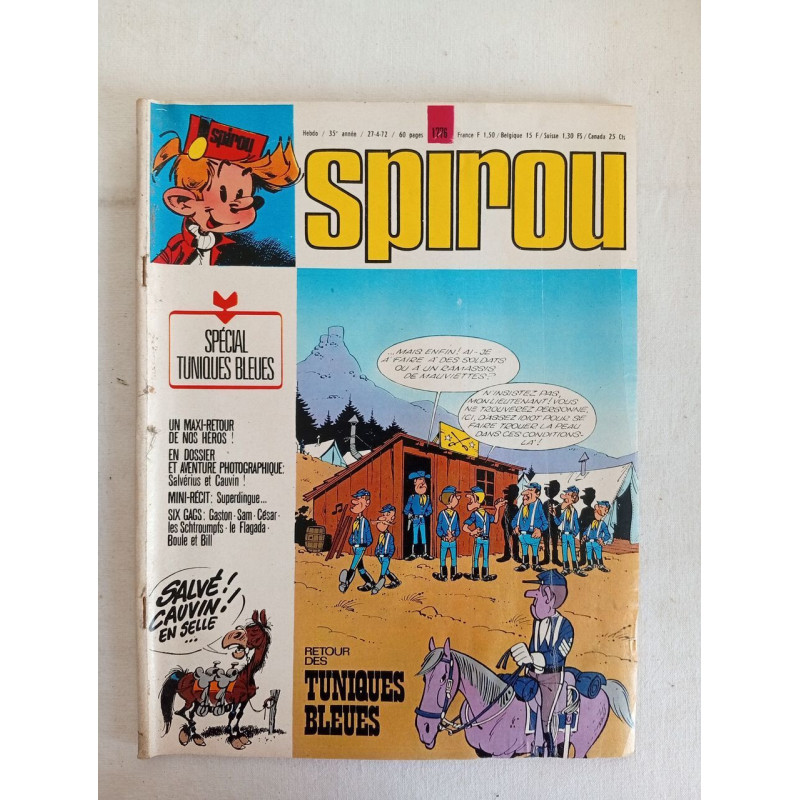 spirou
Hebdo / 35e année / 27-4-72 / 60 pages 1776 France F 1,50 / Belgique 15 F / Suisse 1,30 FS / Canada 25 Cts
spirou
SPÉCIAL
TUNIQUES BLEUES
UN MAXI-RETOUR
DE NOS HEROS !
EN DOSSIER
ET AVENTURE PHOTOGRAPHIQUE:
Salvérius et Cauvin !
MINI-RÉCIT: Superdingue...
SIX GAGS: Gaston - Sam - César -
les Schtroumpfs - le Flagada -
Boule et Bill
SALVÉ!
CAUVIN!!
EN SELLE
...
...MAIS ENFIN! AI-JE
A FAIRE A DES SOLDATS
OU A UN RAMASSIS
DE MAUVIETTES?
N'INSISTEZ PAS,
MON LIEUTENANT! VOUS
NE TROUVEREZ PERSONNE,
ICI, D'ASSEZ IDIOT POUR SE
FAIRE TROUER LA PEAU
DANS CES CONDITIONS-
LA!
RETOUR
DES
TUNIQUES
BLEUES